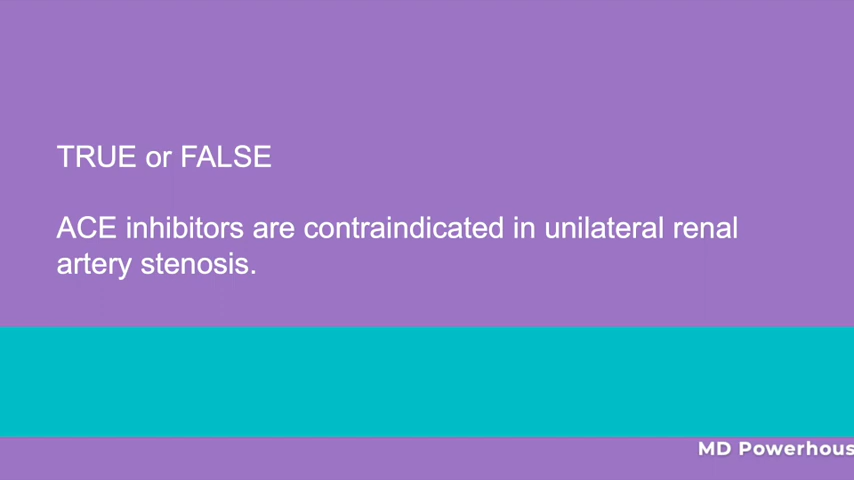 TRUE or FALSE
ACE inhibitors are contraindicated in unilateral renal
artery stenosis.
MD Powerhous